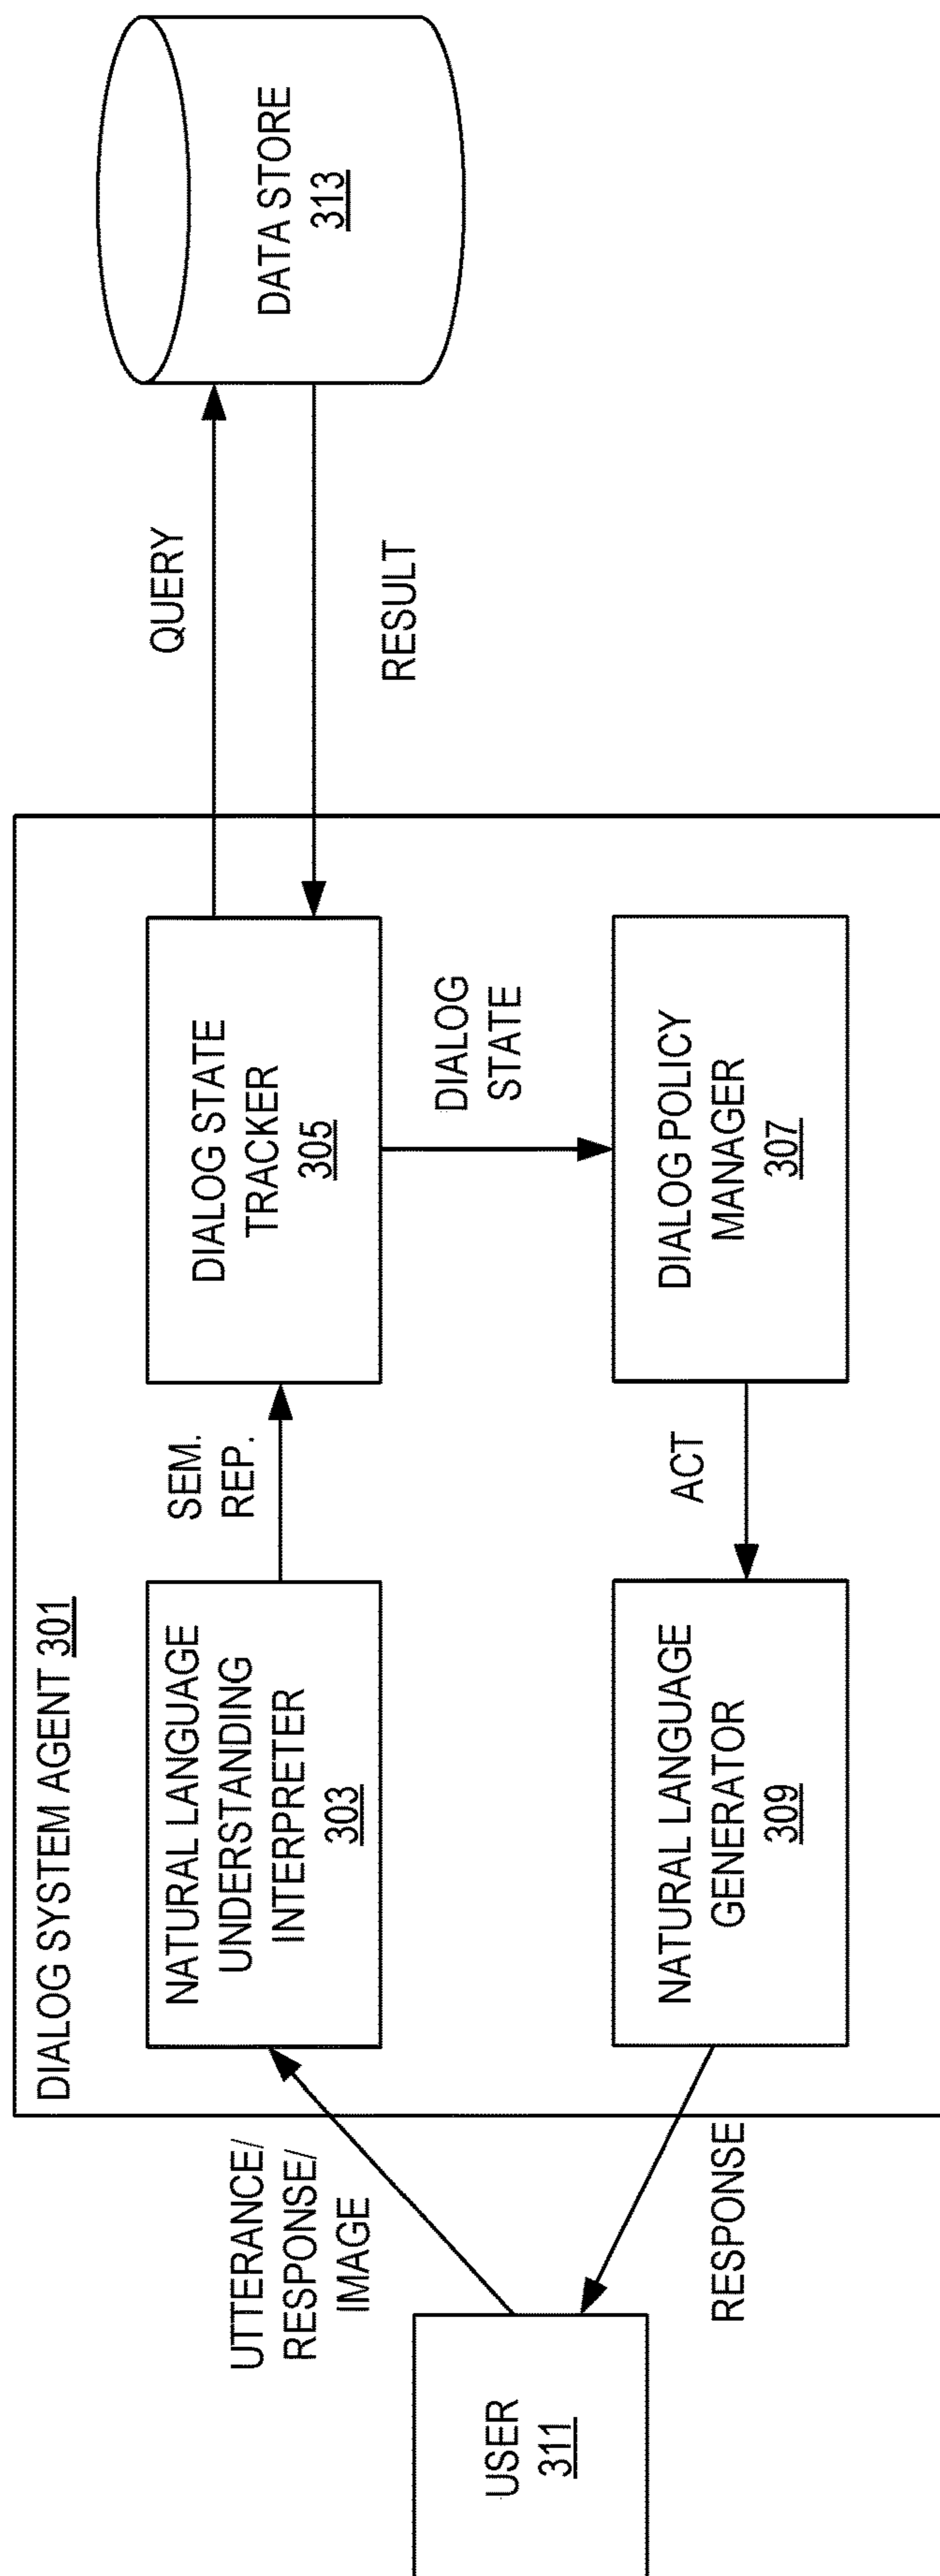 DIALOG SYSTEM AGENT 301
UTTERANCE/
RESPONSE/
IMAGE
USER
311
RESPONSE
NATURAL LANGUAGE
UNDERSTANDING
INTERPRETER
303
SEM.
REP.
DIALOG STATE
TRACKER
305
QUERY
RESULT
DATA STORE
313
DIALOG
STATE
NATURAL LANGUAGE
GENERATOR
309
ACT
DIALOG POLICY
MANAGER
307